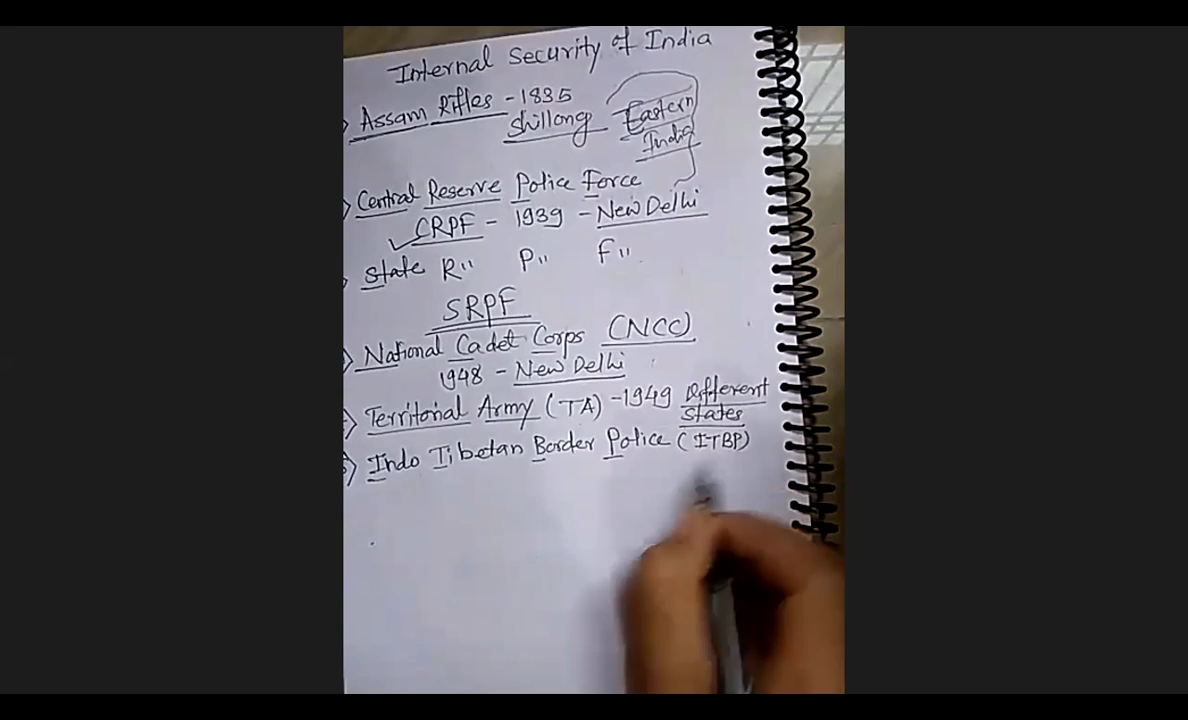 Internal Security of India
Assam Rifles - 1835
Shillong
Eastern
India
Central Reserve Police Force
CRPF - 1939 - New Delhi
State R" P" F"
SRPF
National Cadet Corps (NCC)
1948 - New Delhi
Territorial Army (TA) - 1949 Different
States
Indo Tibetan Border Police (ITBP)